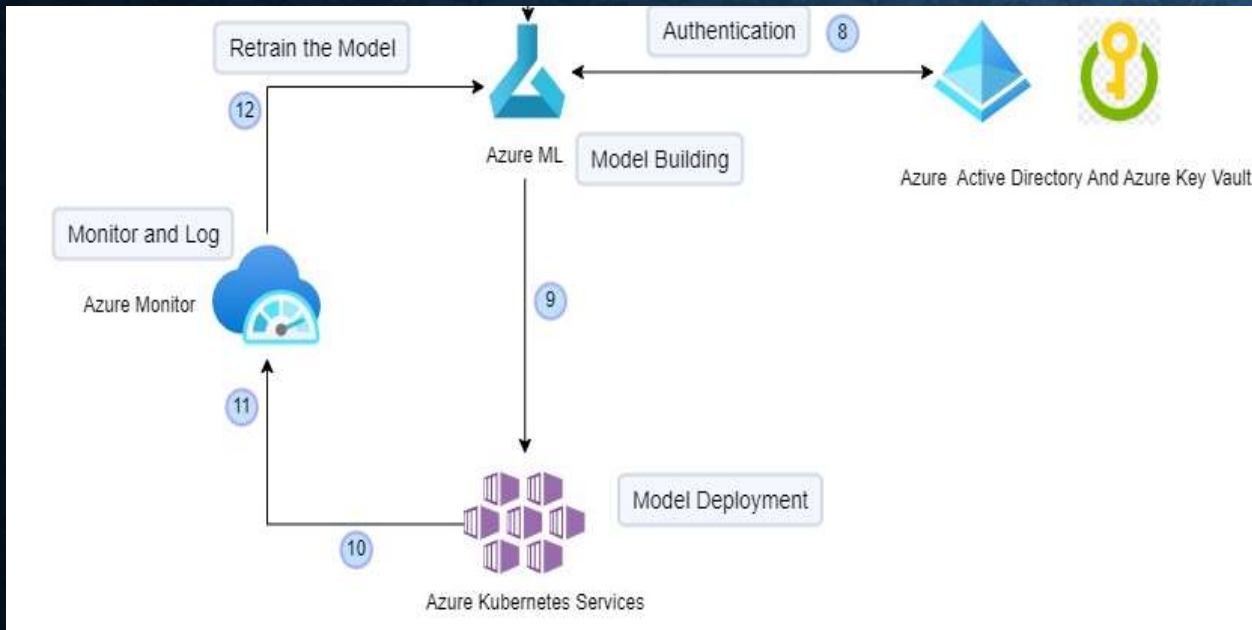 Authentication
8
Retrain the Model
12
Azure ML
Model Building
Azure Active Directory And Azure Key Vault
Monitor and Log
Azure Monitor
9
11
Model Deployment
10
Azure Kubernetes Services